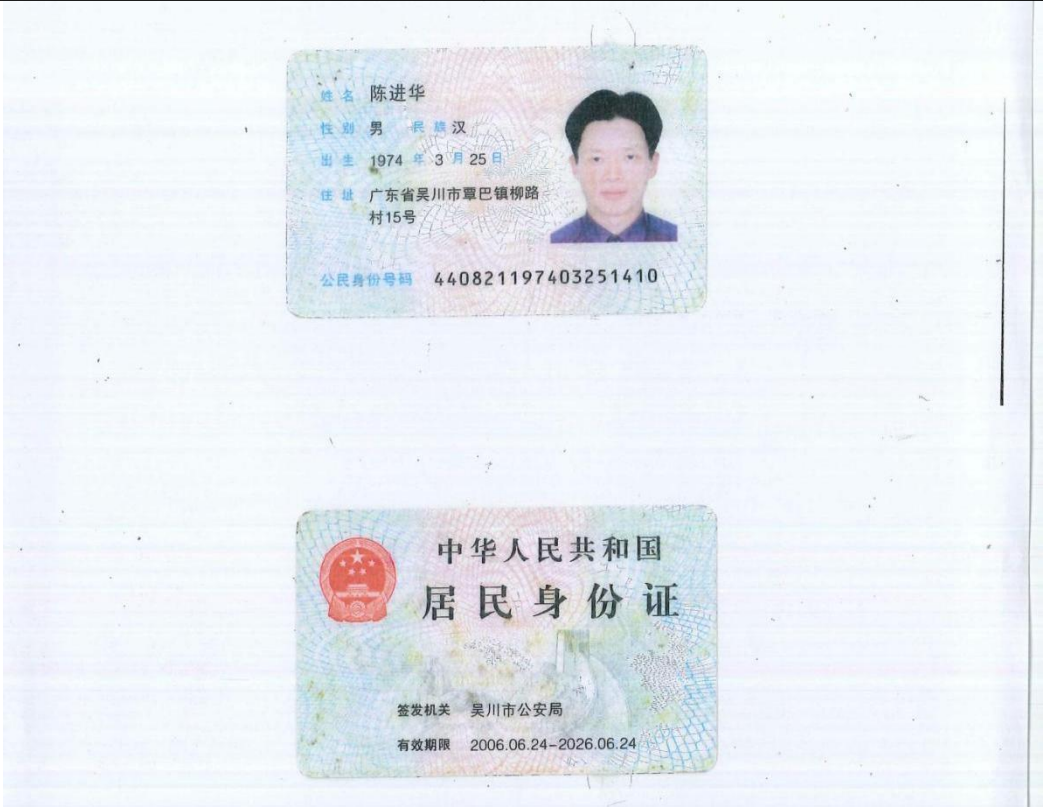 姓名 陈进华
性别 男 民族 汉
出生 1974 年 3 月 25 日
住址 广东省吴川市覃巴镇柳路
村15号
公民身份号码 440821197403251410
中华人民共和国
居民身份证
签发机关 吴川市公安局
有效期限 2006.06.24-2026.06.24